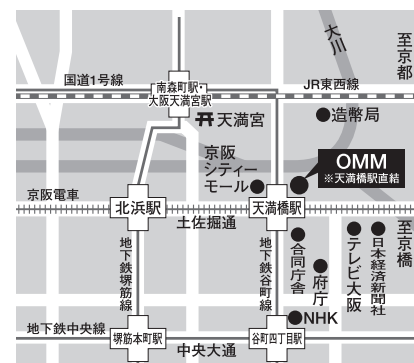 大川
至京都
国道1号線
南森町駅・
大阪天満宮駅
JR東西線
天満宮
造幣局
京阪
シティー
モール
OMM
※天満橋駅直結
京阪電車
北浜駅
土佐堀通
天満橋駅
至京橋
地下鉄堺筋線
地下鉄谷町線
合同庁舎
府庁
テレビ大阪
日本経済新聞社
NHK
地下鉄中央線
堺筋本町駅
中央大通
谷町四丁目駅